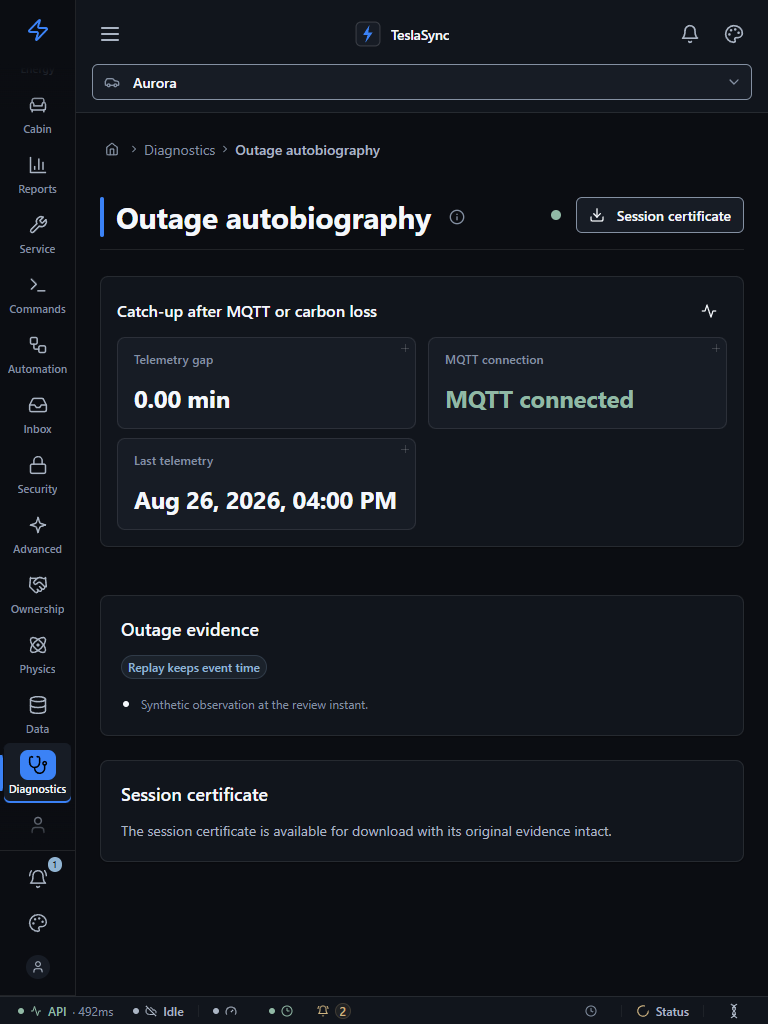 TeslaSync
Aurora
Energy
Cabin
Reports
Service
Commands
Automation
Inbox
Security
Advanced
Ownership
Physics
Data
Diagnostics
1
Diagnostics > Outage autobiography
Outage autobiography
Session certificate
Catch-up after MQTT or carbon loss
Telemetry gap
0.00 min
MQTT connection
MQTT connected
Last telemetry
Aug 26, 2026, 04:00 PM
Outage evidence
Replay keeps event time
Synthetic observation at the review instant.
Session certificate
The session certificate is available for download with its original evidence intact.
API · 492ms
Idle
2
Status